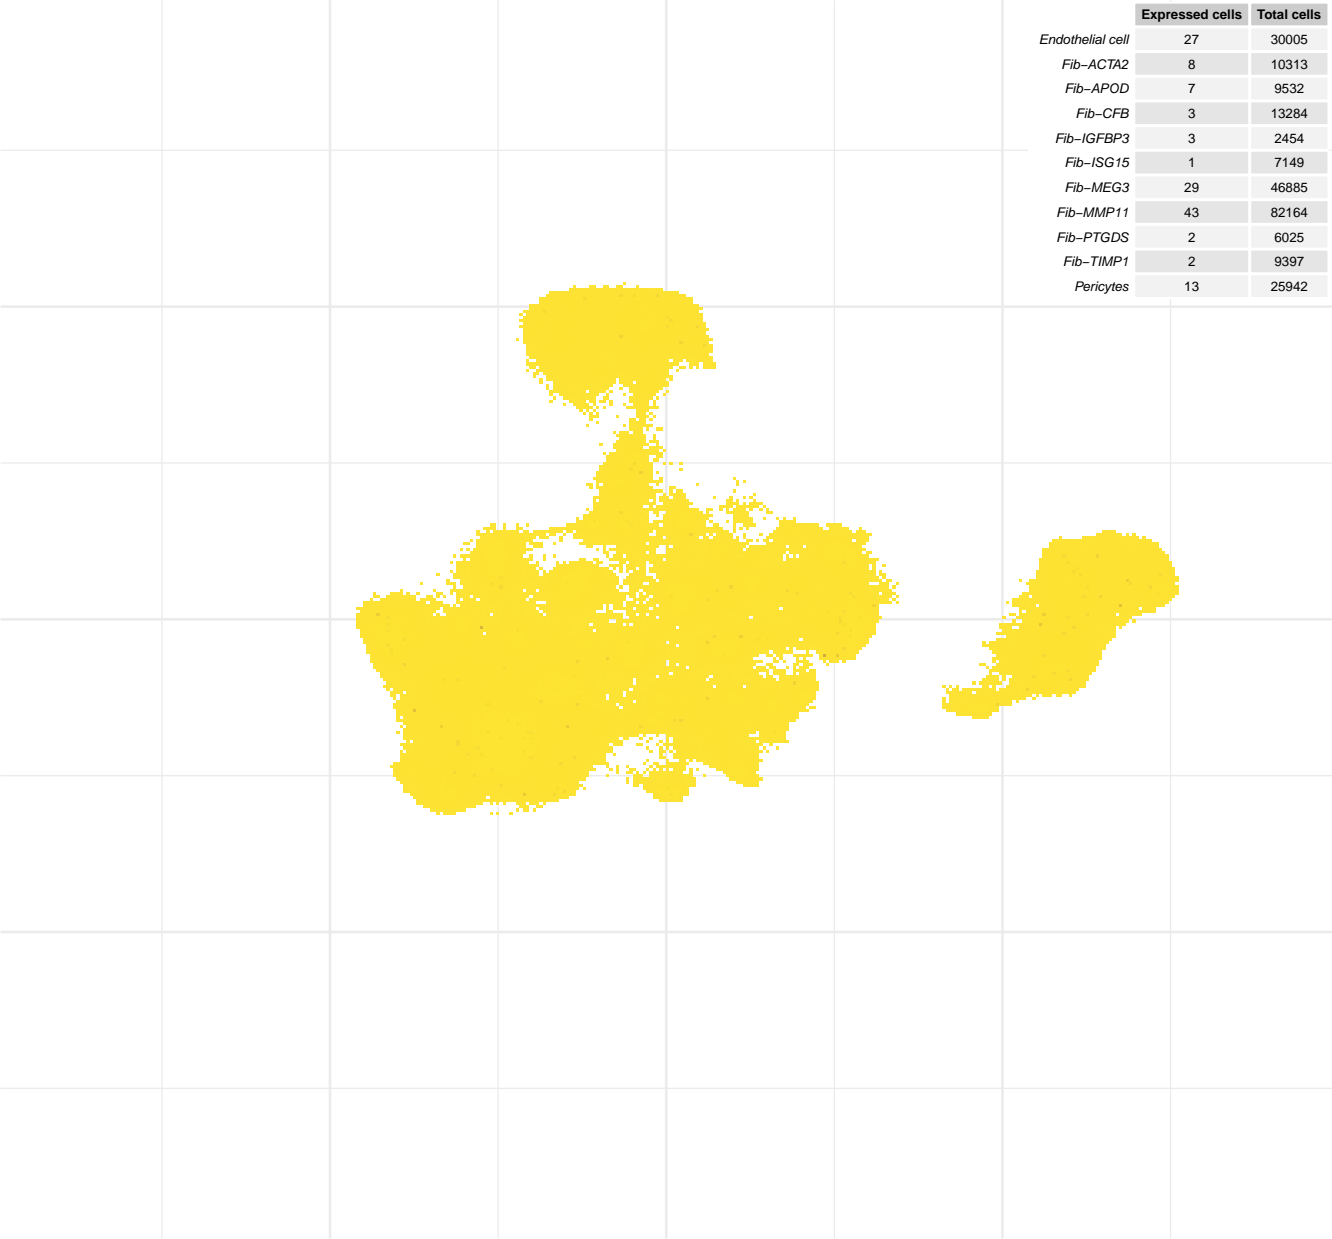 Expressed cells Total cells
Endothelial cell 27 30005
Fib−ACTA2 8 10313
Fib−APOD 7 9532
Fib−CFB 3 13284
Fib−IGFBP3 3 2454
Fib−ISG15 1 7149
Fib−MEG3 29 46885
Fib−MMP11 43 82164
Fib−PTGDS 2 6025
Fib−TIMP1 2 9397
Pericytes 13 25942